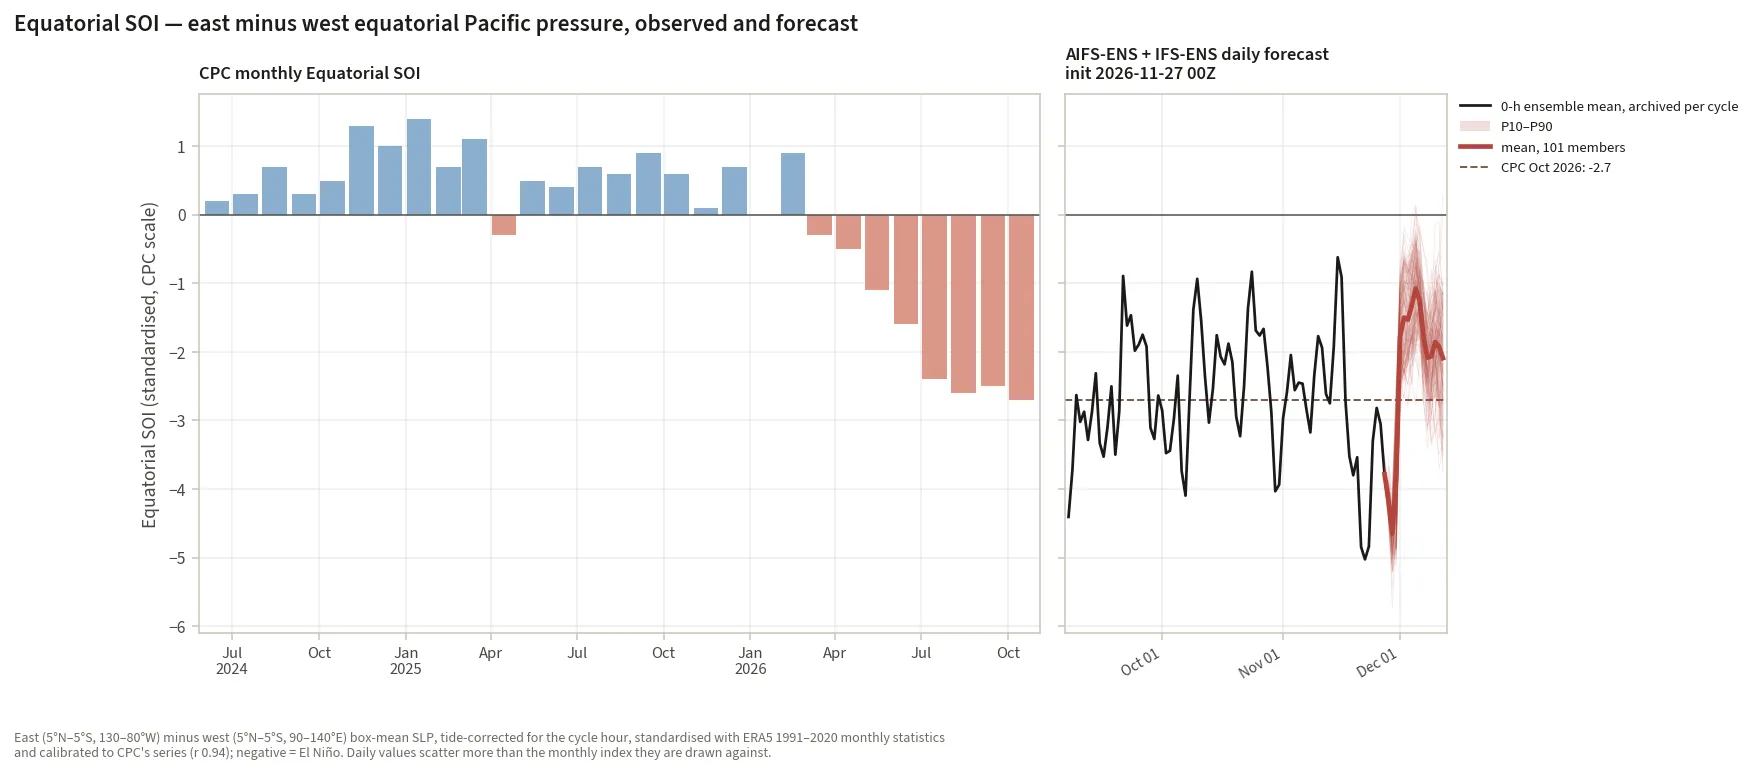 Equatorial SOI — east minus west equatorial Pacific pressure, observed and forecast
CPC monthly Equatorial SOI
AIFS-ENS + IFS-ENS daily forecast
init 2026-11-27 00Z
0-h ensemble mean, archived per cycle
P10–P90
mean, 101 members
CPC Oct 2026: -2.7
Equatorial SOI (standardised, CPC scale)
1
0
−1
−2
−3
−4
−5
−6
Jul
2024
Oct
Jan
2025
Apr
Jul
Oct
Jan
2026
Apr
Jul
Oct
Oct 01
Nov 01
Dec 01
East (5°N–5°S, 130–80°W) minus west (5°N–5°S, 90–140°E) box-mean SLP, tide-corrected for the cycle hour, standardised with ERA5 1991–2020 monthly statistics
and calibrated to CPC's series (r 0.94); negative = El Niño. Daily values scatter more than the monthly index they are drawn against.